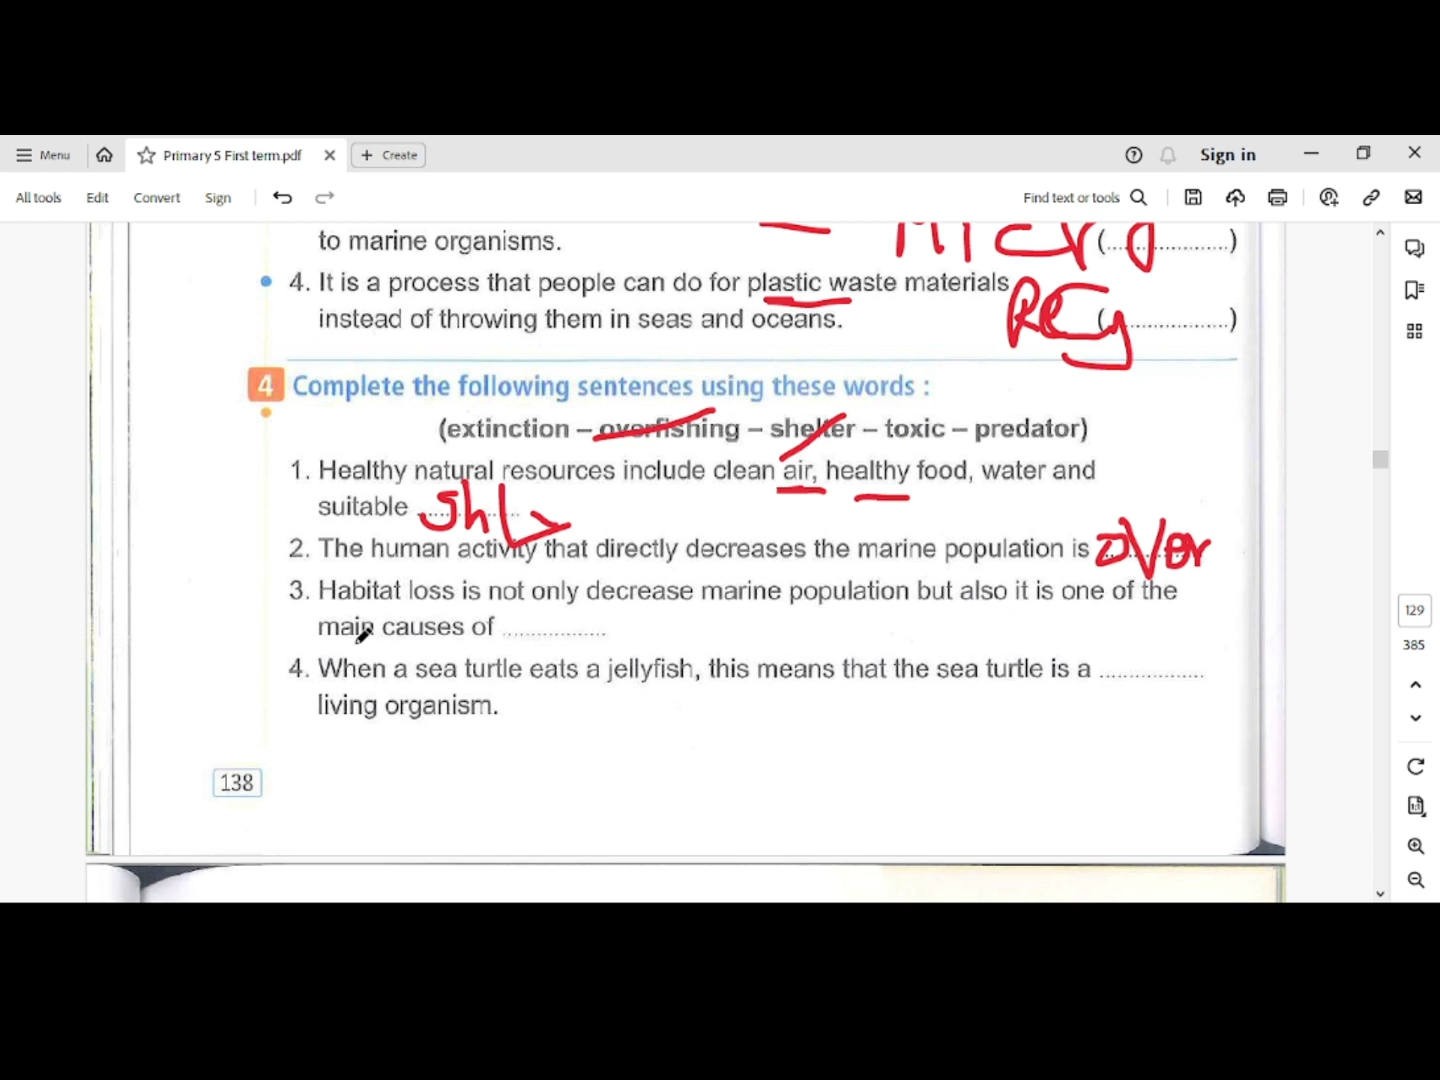 Menu
Primary 5 First term.pdf
Create
Sign in
All tools Edit Convert Sign
Find text or tools
to marine organisms. (..................)
4. It is a process that people can do for plastic waste materials
instead of throwing them in seas and oceans. (..................)
Recy
4 Complete the following sentences using these words :
(extinction – overfishing – shelter – toxic – predator)
1. Healthy natural resources include clean air, healthy food, water and
suitable ..................
sh
2. The human activity that directly decreases the marine population is ..................
over
3. Habitat loss is not only decrease marine population but also it is one of the
main causes of ..................
4. When a sea turtle eats a jellyfish, this means that the sea turtle is a ..................
living organism.
138
129
385